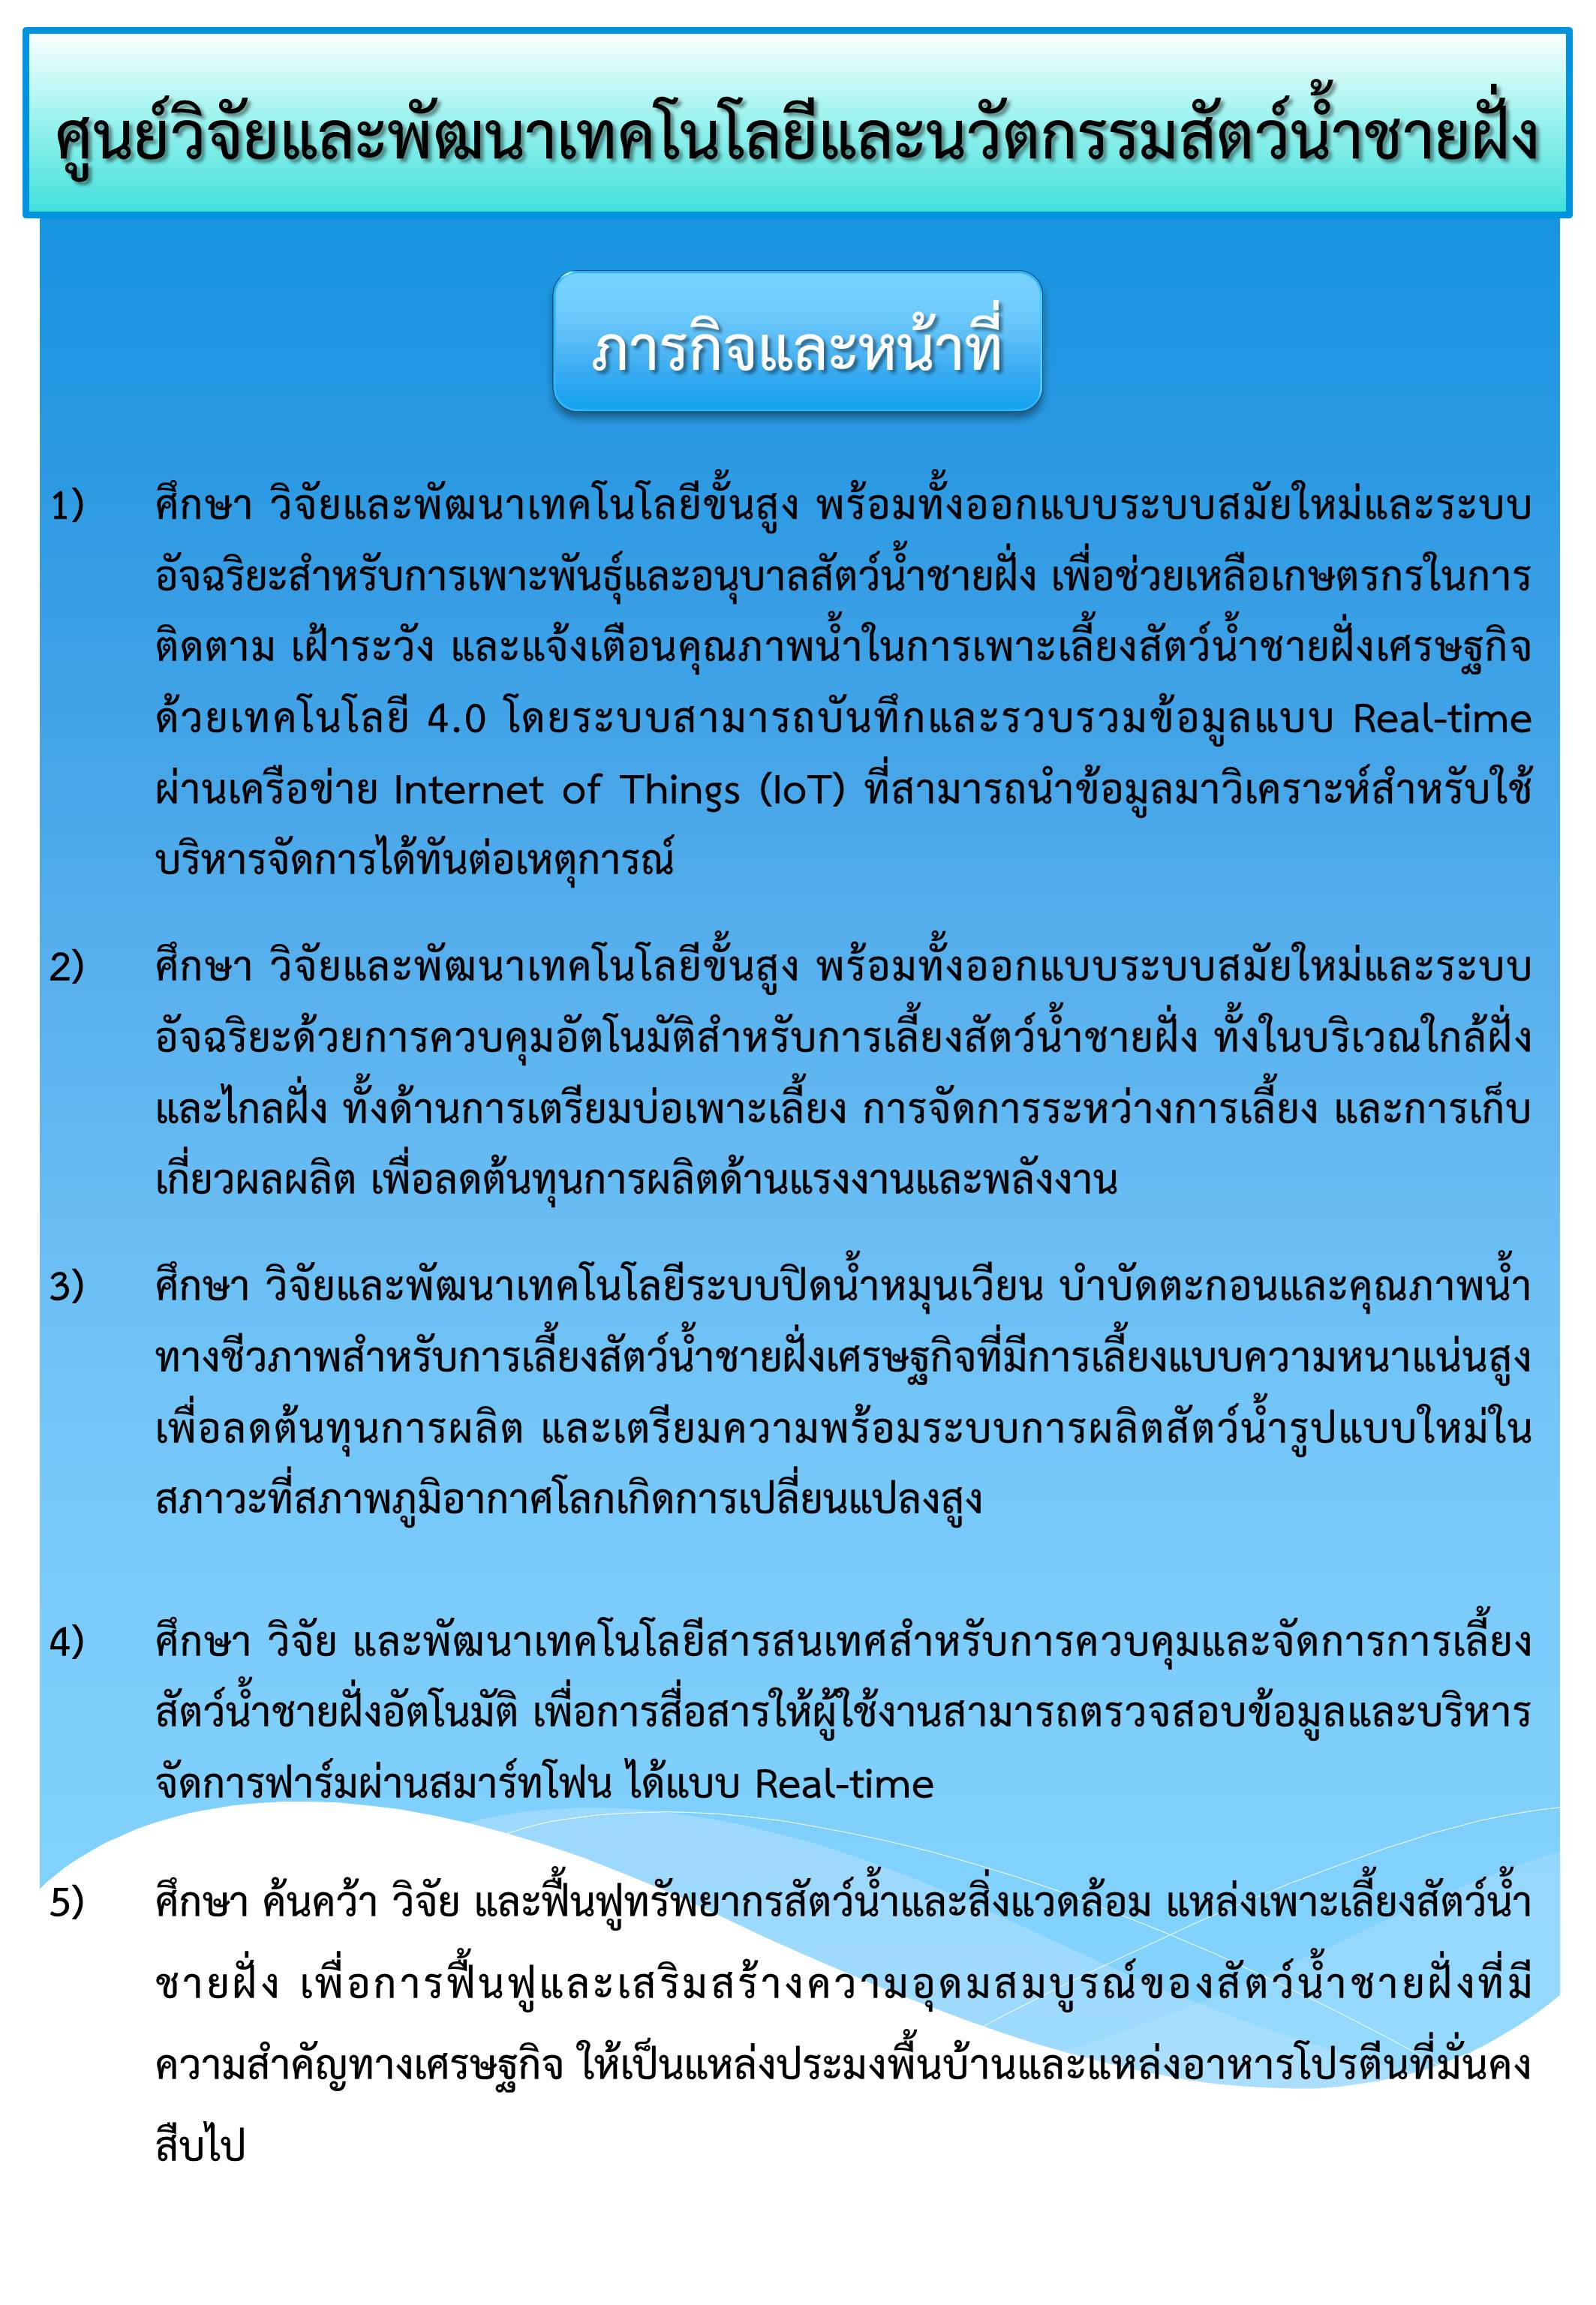 ศูนย์วิจัยและพัฒนาเทคโนโลยีและนวัตกรรมสัตว์น้ำชายฝั่ง
ภารกิจและหน้าที่
1) ศึกษา วิจัยและพัฒนาเทคโนโลยีขั้นสูง พร้อมทั้งออกแบบระบบสมัยใหม่และระบบ
อัจฉริยะสำหรับการเพาะพันธุ์และอนุบาลสัตว์น้ำชายฝั่ง เพื่อช่วยเหลือเกษตรกรในการ
ติดตาม เฝ้าระวัง และแจ้งเตือนคุณภาพน้ำในการเพาะเลี้ยงสัตว์น้ำชายฝั่งเศรษฐกิจ
ด้วยเทคโนโลยี 4.0 โดยระบบสามารถบันทึกและรวบรวมข้อมูลแบบ Real-time
ผ่านเครือข่าย Internet of Things (IoT) ที่สามารถนำข้อมูลมาวิเคราะห์สำหรับใช้
บริหารจัดการได้ทันต่อเหตุการณ์
2) ศึกษา วิจัยและพัฒนาเทคโนโลยีขั้นสูง พร้อมทั้งออกแบบระบบสมัยใหม่และระบบ
อัจฉริยะด้วยการควบคุมอัตโนมัติสำหรับการเลี้ยงสัตว์น้ำชายฝั่ง ทั้งในบริเวณใกล้ฝั่ง
และไกลฝั่ง ทั้งด้านการเตรียมบ่อเพาะเลี้ยง การจัดการระหว่างการเลี้ยง และการเก็บ
เกี่ยวผลผลิต เพื่อลดต้นทุนการผลิตด้านแรงงานและพลังงาน
3) ศึกษา วิจัยและพัฒนาเทคโนโลยีระบบปิดน้ำหมุนเวียน บำบัดตะกอนและคุณภาพน้ำ
ทางชีวภาพสำหรับการเลี้ยงสัตว์น้ำชายฝั่งเศรษฐกิจที่มีการเลี้ยงแบบความหนาแน่นสูง
เพื่อลดต้นทุนการผลิต และเตรียมความพร้อมระบบการผลิตสัตว์น้ำรูปแบบใหม่ใน
สภาวะที่สภาพภูมิอากาศโลกเกิดการเปลี่ยนแปลงสูง
4) ศึกษา วิจัย และพัฒนาเทคโนโลยีสารสนเทศสำหรับการควบคุมและจัดการการเลี้ยง
สัตว์น้ำชายฝั่งอัตโนมัติ เพื่อการสื่อสารให้ผู้ใช้งานสามารถตรวจสอบข้อมูลและบริหาร
จัดการฟาร์มผ่านสมาร์ทโฟน ได้แบบ Real-time
5) ศึกษา ค้นคว้า วิจัย และฟื้นฟูทรัพยากรสัตว์น้ำและสิ่งแวดล้อม แหล่งเพาะเลี้ยงสัตว์น้ำ
ชายฝั่ง เพื่อการฟื้นฟูและเสริมสร้างความอุดมสมบูรณ์ของสัตว์น้ำชายฝั่งที่มี
ความสำคัญทางเศรษฐกิจ ให้เป็นแหล่งประมงพื้นบ้านและแหล่งอาหารโปรตีนที่มั่นคง
สืบไป